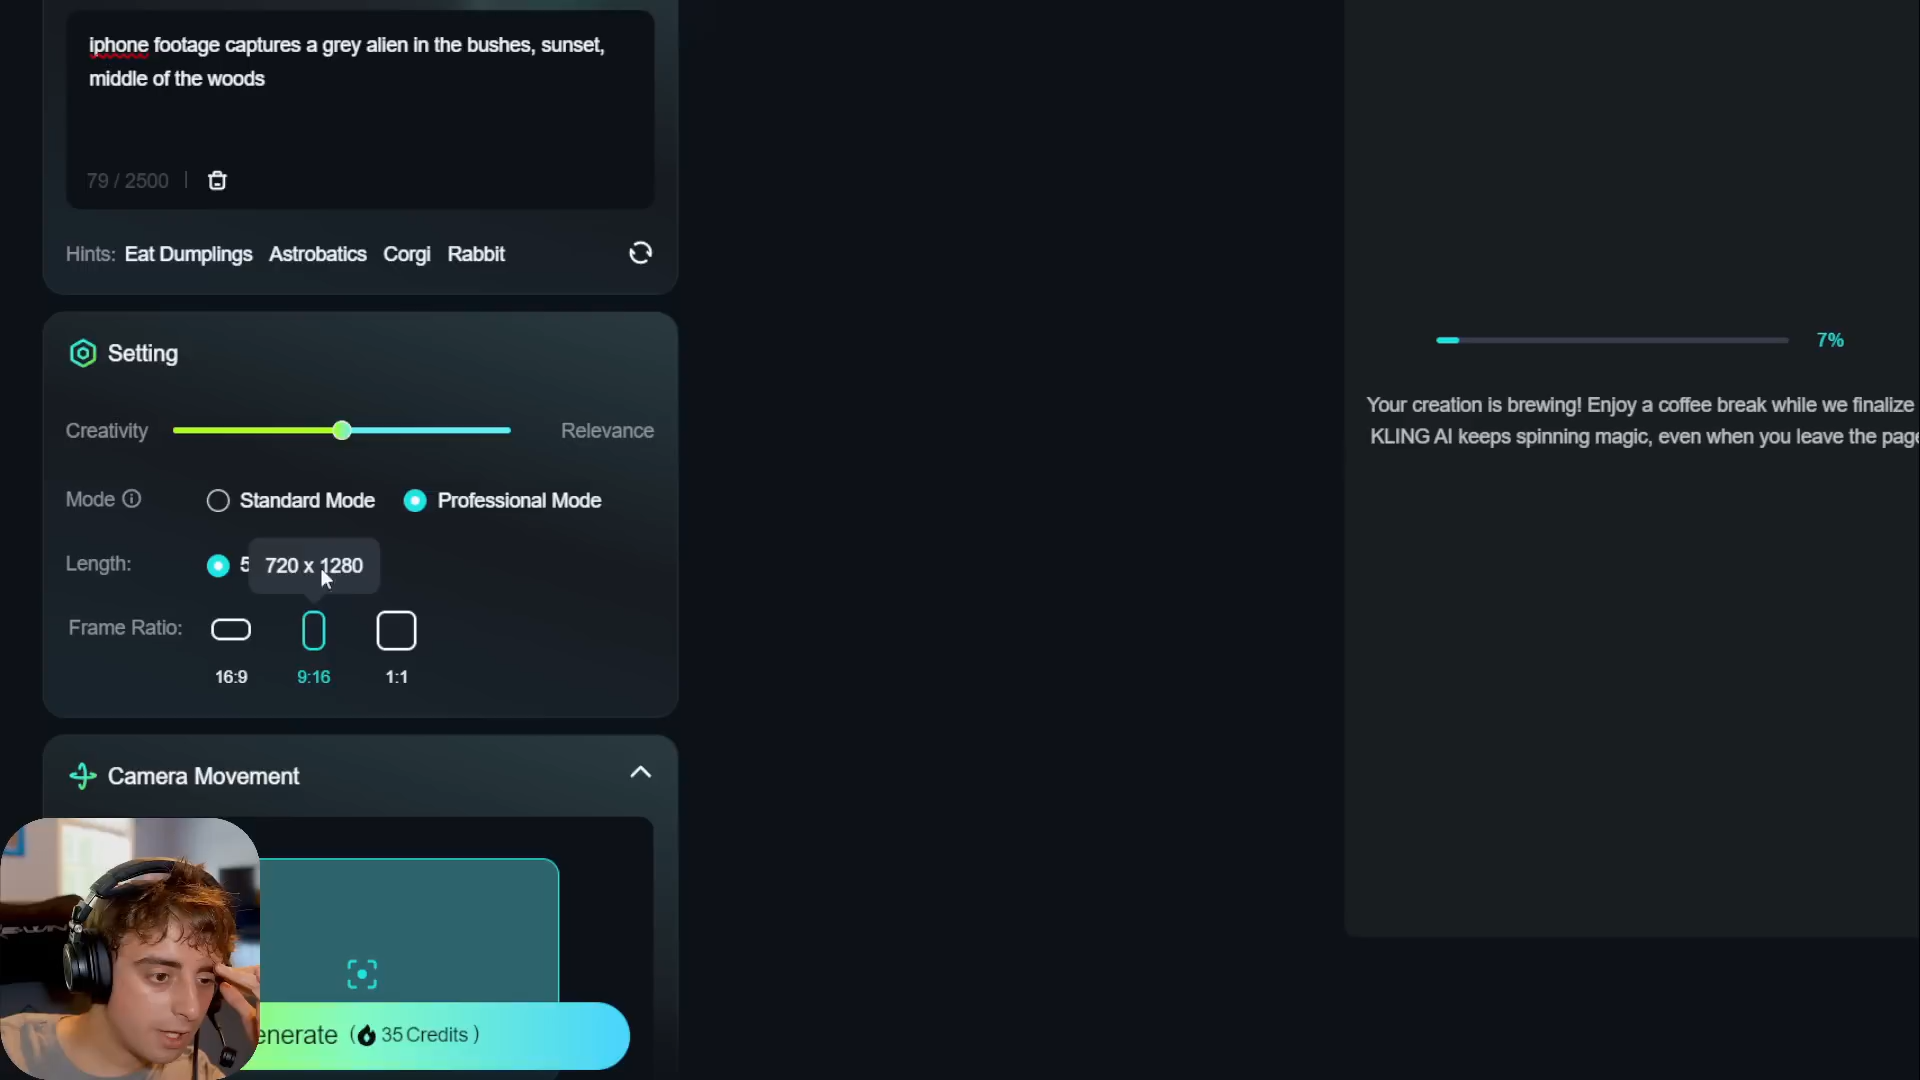 iphone footage captures a grey alien in the bushes, sunset,
middle of the woods
79 / 2500
Hints: Eat Dumplings Astrobatics Corgi Rabbit
Setting
Creativity Relevance
Mode Standard Mode Professional Mode
Length: 5 720 x 1280
Frame Ratio:
16:9 9:16 1:1
Camera Movement
enerate ( 35 Credits )
7%
Your creation is brewing! Enjoy a coffee break while we finalize
KLING AI keeps spinning magic, even when you leave the page